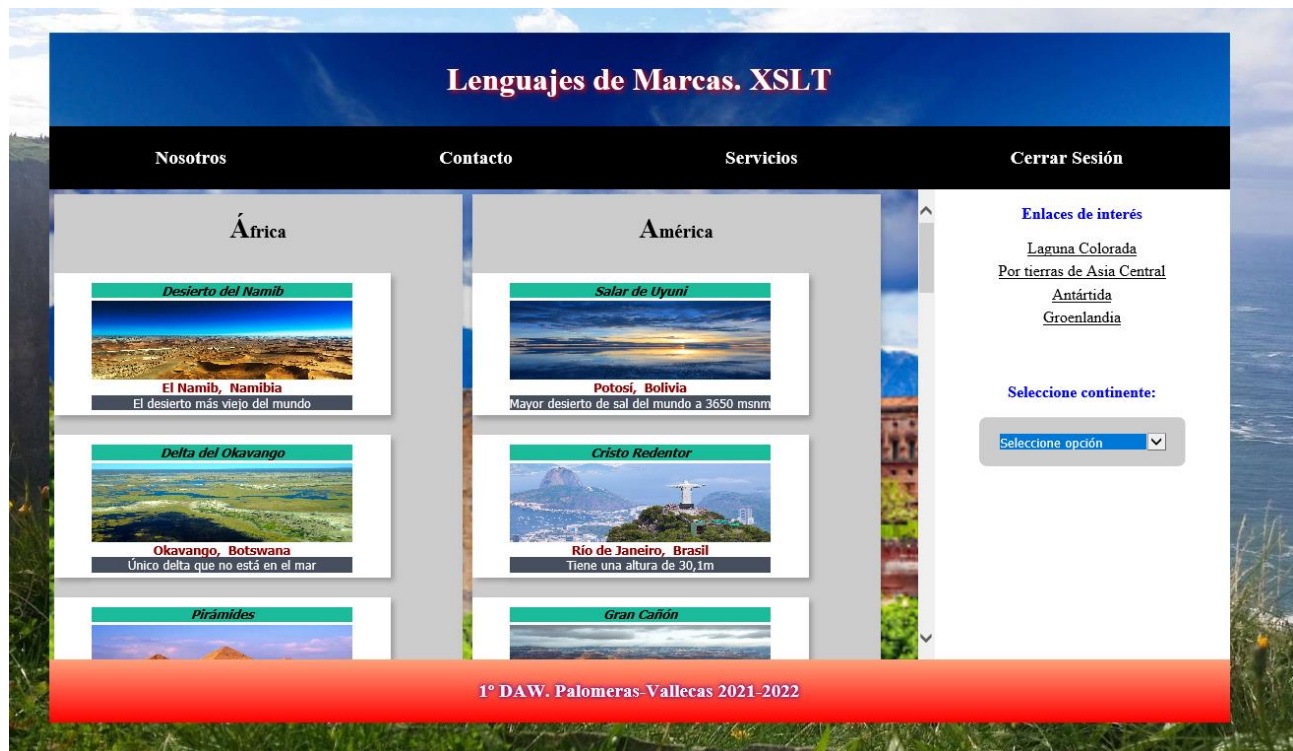 Lenguajes de Marcas. XSLT
Nosotros
Contacto
Servicios
Cerrar Sesión
África
Desierto del Namib
El Namib, Namibia
El desierto más viejo del mundo
Delta del Okavango
Okavango, Botswana
Único delta que no está en el mar
Pirámides
América
Salar de Uyuni
Potosí, Bolivia
Mayor desierto de sal del mundo a 3650 msnm
Cristo Redentor
Río de Janeiro, Brasil
Tiene una altura de 30,1m
Gran Cañón
Enlaces de interés
Laguna Colorada
Por tierras de Asia Central
Antártida
Groenlandia
Seleccione continente:
Seleccione opción
1º DAW. Palomeras-Vallecas 2021-2022